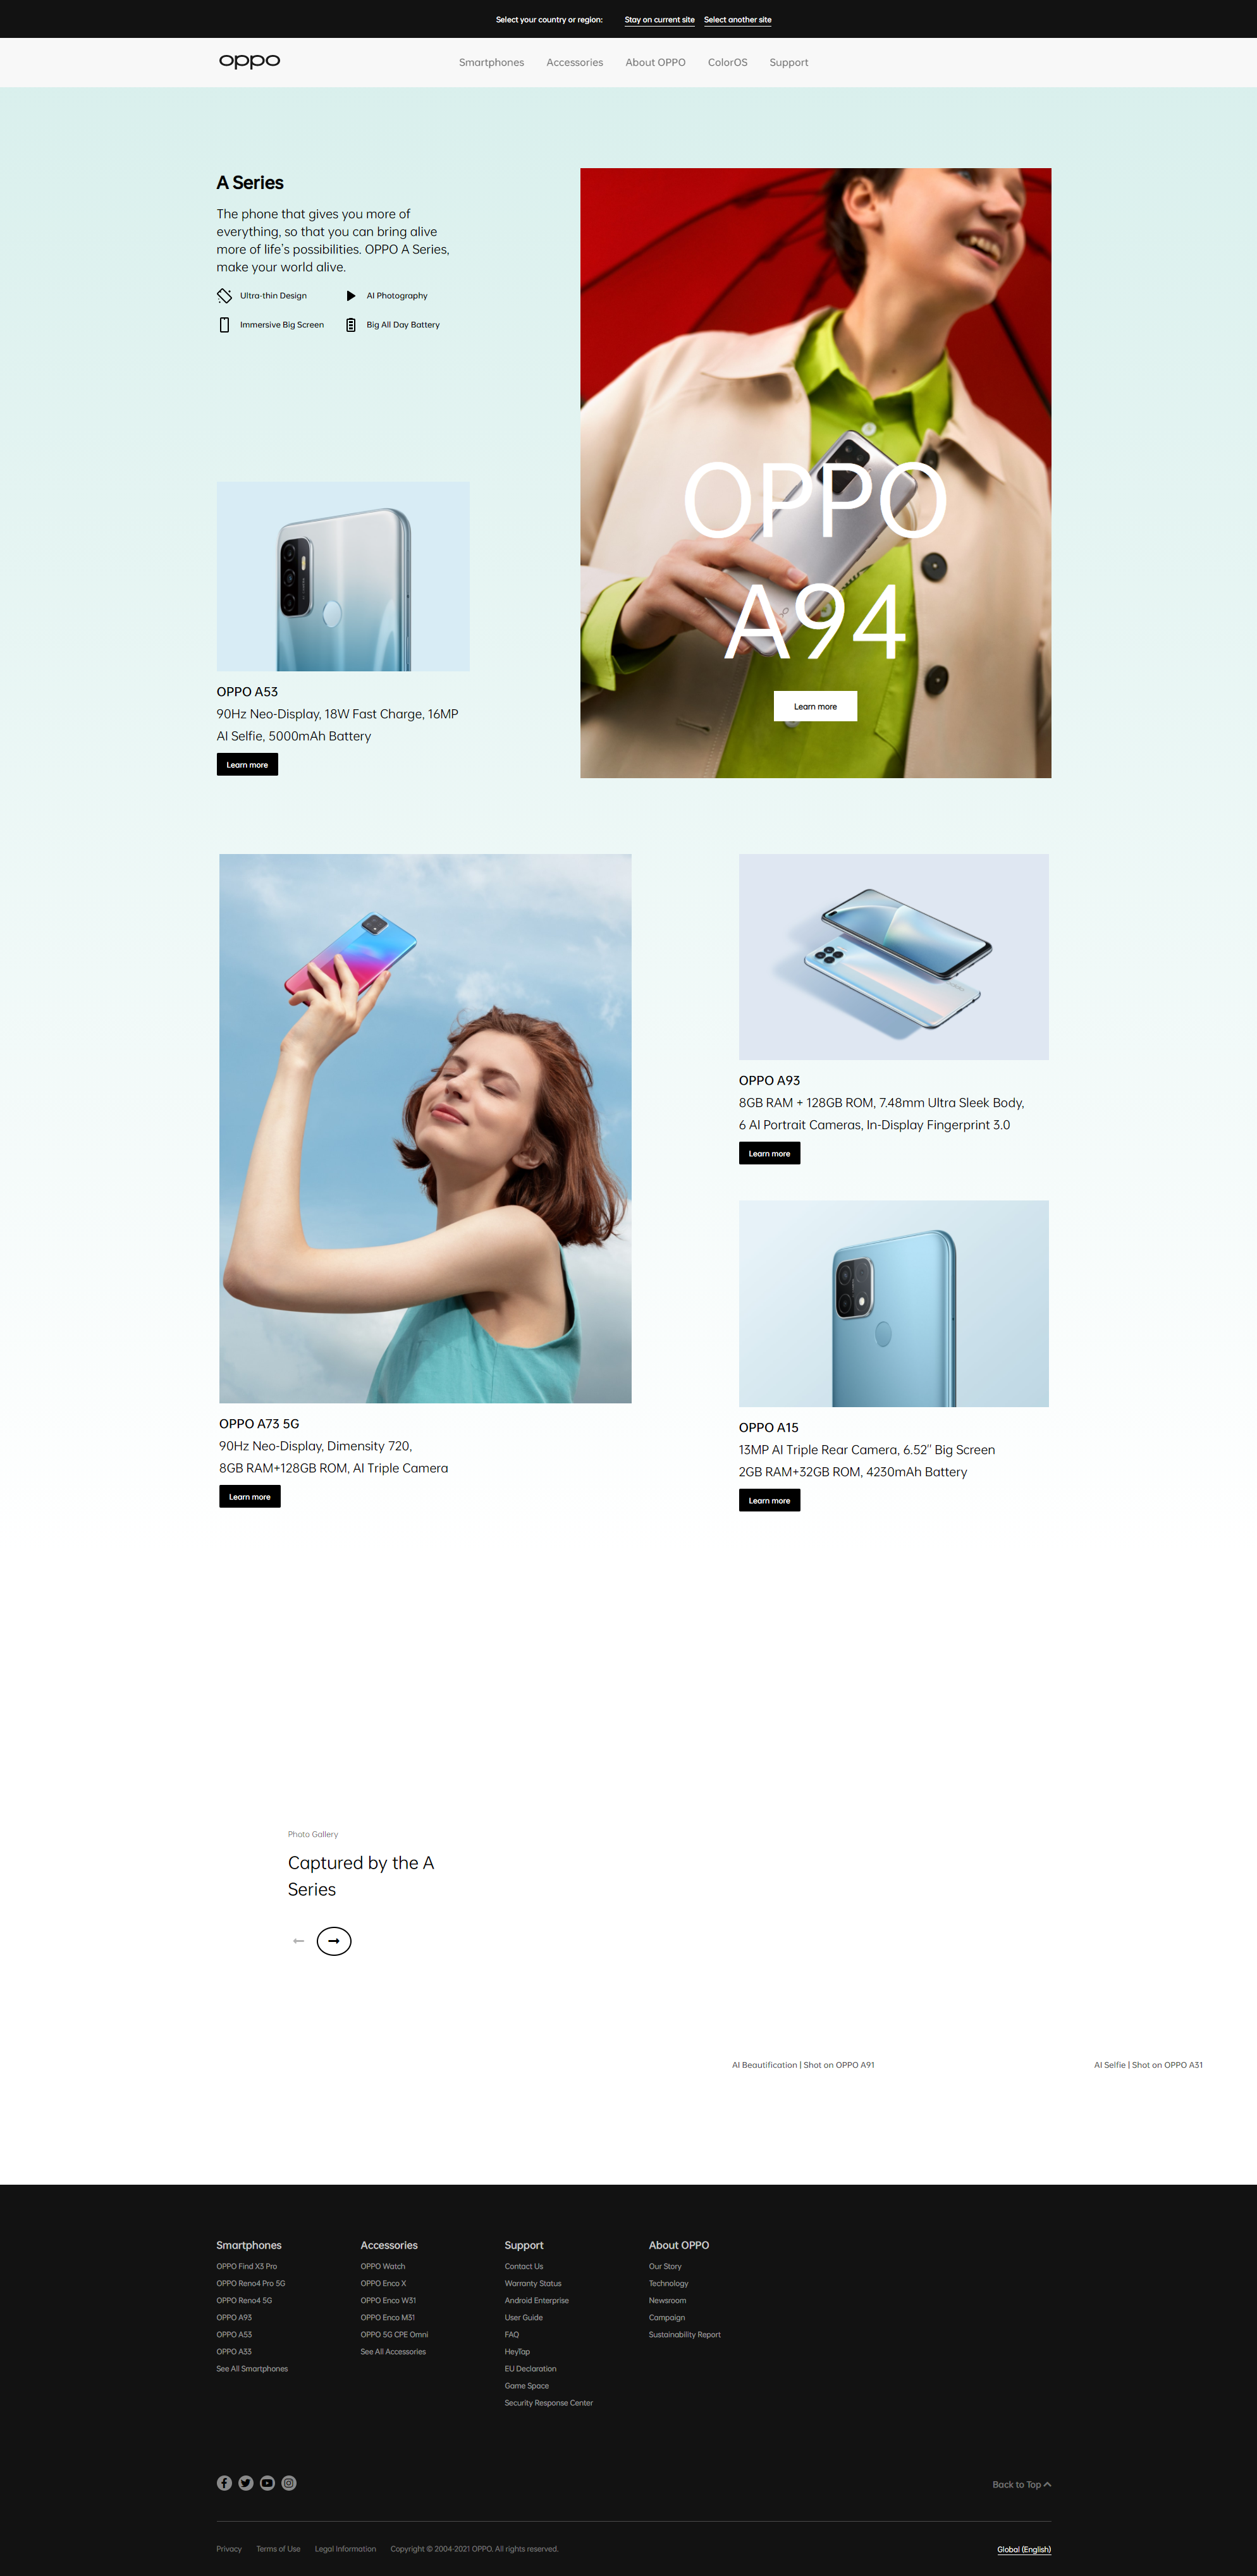 Select your country or region: Stay on current site Select another site
oppo Smartphones Accessories About OPPO ColorOS Support
A Series
The phone that gives you more of
everything, so that you can bring alive
more of life's possibilities. OPPO A Series,
make your world alive.
Ultra-thin Design AI Photography
Immersive Big Screen Big All Day Battery
OPPO
A94
Learn more
OPPO A53
90Hz Neo-Display, 18W Fast Charge, 16MP
AI Selfie, 5000mAh Battery
Learn more
OPPO A73 5G
90Hz Neo-Display, Dimensity 720,
8GB RAM+128GB ROM, AI Triple Camera
Learn more
OPPO A93
8GB RAM + 128GB ROM, 7.48mm Ultra Sleek Body,
6 AI Portrait Cameras, In-Display Fingerprint 3.0
Learn more
OPPO A15
13MP AI Triple Rear Camera, 6.52" Big Screen
2GB RAM+32GB ROM, 4230mAh Battery
Learn more
Photo Gallery
Captured by the A
Series
AI Beautification | Shot on OPPO A91
AI Selfie | Shot on OPPO A31
Smartphones
OPPO Find X3 Pro
OPPO Reno4 Pro 5G
OPPO Reno4 5G
OPPO A93
OPPO A53
OPPO A33
See All Smartphones
Accessories
OPPO Watch
OPPO Enco X
OPPO Enco W31
OPPO Enco M31
OPPO 5G CPE Omni
See All Accessories
Support
Contact Us
Warranty Status
Android Enterprise
User Guide
FAQ
HeyTap
EU Declaration
Game Space
Security Response Center
About OPPO
Our Story
Technology
Newsroom
Campaign
Sustainability Report
Back to Top
Privacy Terms of Use Legal Information Copyright © 2004-2021 OPPO. All rights reserved. Global (English)